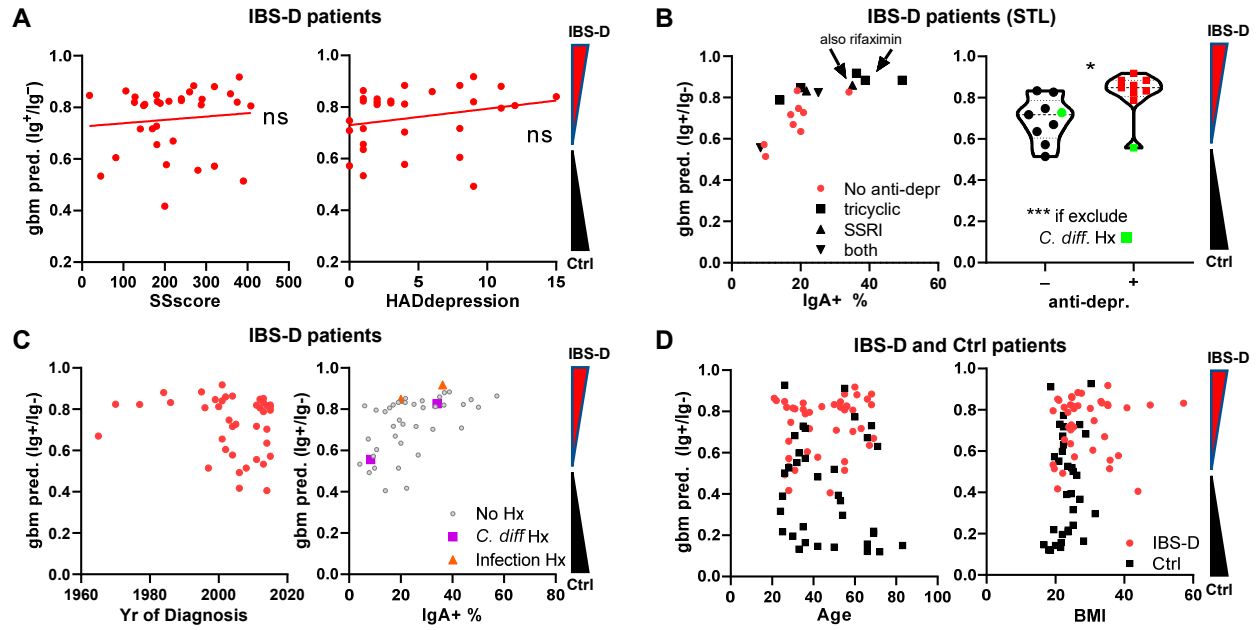 A
IBS-D patients
IBS-D
gbm pred. (Ig+/Ig−)
1.0
0.8
0.6
0.4
0.2
0 100 200 300 400 500
SSscore
ns
1.0
0.8
0.6
0.4
0.2
0 5 10 15
HADdepression
ns
Ctrl
B
IBS-D patients (STL)
IBS-D
gbm pred. (Ig+/Ig-)
1.0
0.8
0.6
0.4
0.2
0.0
0 20 40 60
IgA+ %
also rifaximin
No anti-depr
tricyclic
SSRI
both
1.0
0.8
0.6
0.4
0.2
0.0
*
*** if exclude
C. diff. Hx
− +
anti-depr.
Ctrl
C
IBS-D patients
IBS-D
gbm pred. (Ig+/Ig-)
1.0
0.8
0.6
0.4
0.2
0.0
1960 1980 2000 2020
Yr of Diagnosis
gbm pred. (Ig+/Ig-)
1.0
0.8
0.6
0.4
0.2
0.0
0 20 40 60 80
IgA+ %
No Hx
C. diff Hx
Infection Hx
Ctrl
D
IBS-D and Ctrl patients
IBS-D
gbm pred. (Ig+/Ig-)
1.0
0.8
0.6
0.4
0.2
0.0
0 20 40 60 80 100
Age
1.0
0.8
0.6
0.4
0.2
0.0
0 20 40 60
BMI
IBS-D
Ctrl
Ctrl